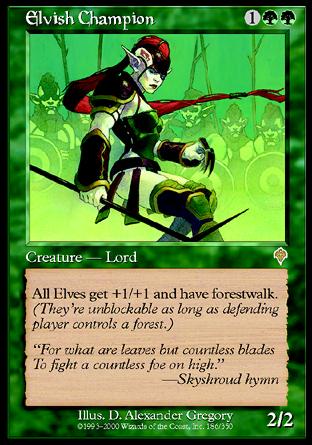 Elvish Champion 1
Creature — Lord
All Elves get +1/+1 and have forestwalk.
(They're unblockable as long as defending
player controls a forest.)
"For what are leaves but countless blades
To fight a countless foe on high."
—Skyshroud hymn
Illus. D. Alexander Gregory
©1993–2000 Wizards of the Coast, Inc. 186/350
2/2